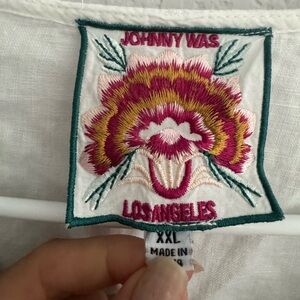 JOHNNY WAS
LOS ANGELES
XXL
MADE IN